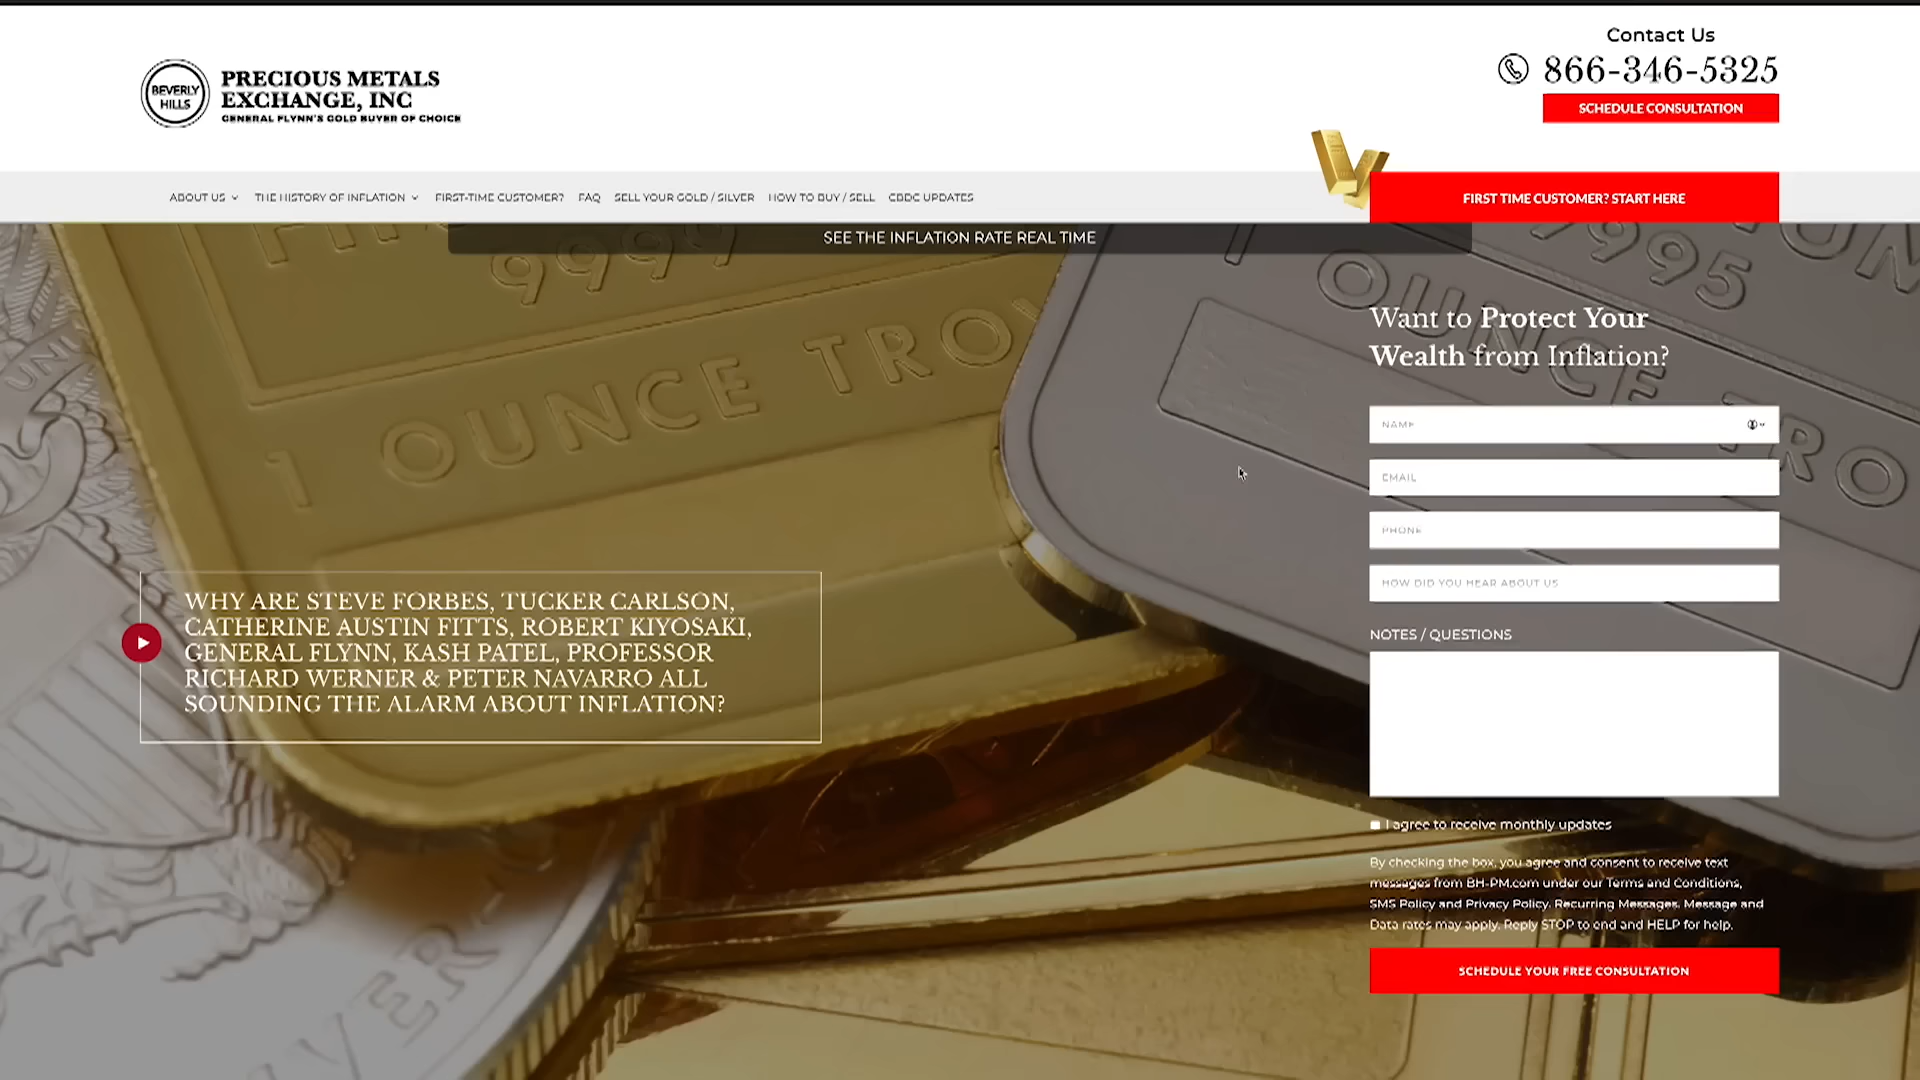 Contact Us
866-346-5325
SCHEDULE CONSULTATION
BEVERLY
HILLS
PRECIOUS METALS
EXCHANGE, INC
GENERAL FLYNN'S GOLD BUYER OF CHOICE
ABOUT US THE HISTORY OF INFLATION FIRST-TIME CUSTOMER? FAQ SELL YOUR GOLD / SILVER HOW TO BUY / SELL CBDC UPDATES
FIRST TIME CUSTOMER? START HERE
SEE THE INFLATION RATE REAL TIME
9999
1 OUNCE TROY
9995
1 OUNCE TRO
WHY ARE STEVE FORBES, TUCKER CARLSON,
CATHERINE AUSTIN FITTS, ROBERT KIYOSAKI,
GENERAL FLYNN, KASH PATEL, PROFESSOR
RICHARD WERNER & PETER NAVARRO ALL
SOUNDING THE ALARM ABOUT INFLATION?
Want to Protect Your
Wealth from Inflation?
NAME
EMAIL
PHONE
HOW DID YOU HEAR ABOUT US
NOTES / QUESTIONS
I agree to receive monthly updates
By checking the box, you agree and consent to receive text
messages from BH-PM.com under our Terms and Conditions,
SMS Policy and Privacy Policy. Recurring Messages. Message and
Data rates may apply. Reply STOP to end and HELP for help.
SCHEDULE YOUR FREE CONSULTATION